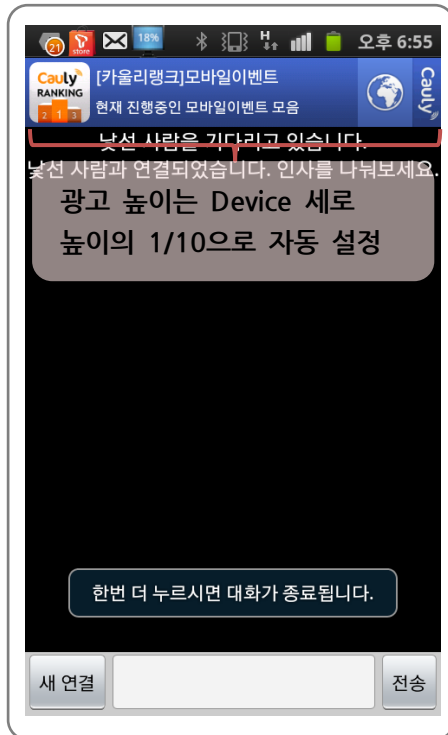 21
store
18%
H
오후 6:55
Cauly
RANKING
2 1 3
[카울리랭크]모바일이벤트
현재 진행중인 모바일이벤트 모음
Cauly
낯선 사람을 기다리고 있습니다.
낯선 사람과 연결되었습니다. 인사를 나눠보세요.
광고 높이는 Device 세로
높이의 1/10으로 자동 설정
한번 더 누르시면 대화가 종료됩니다.
새 연결
전송